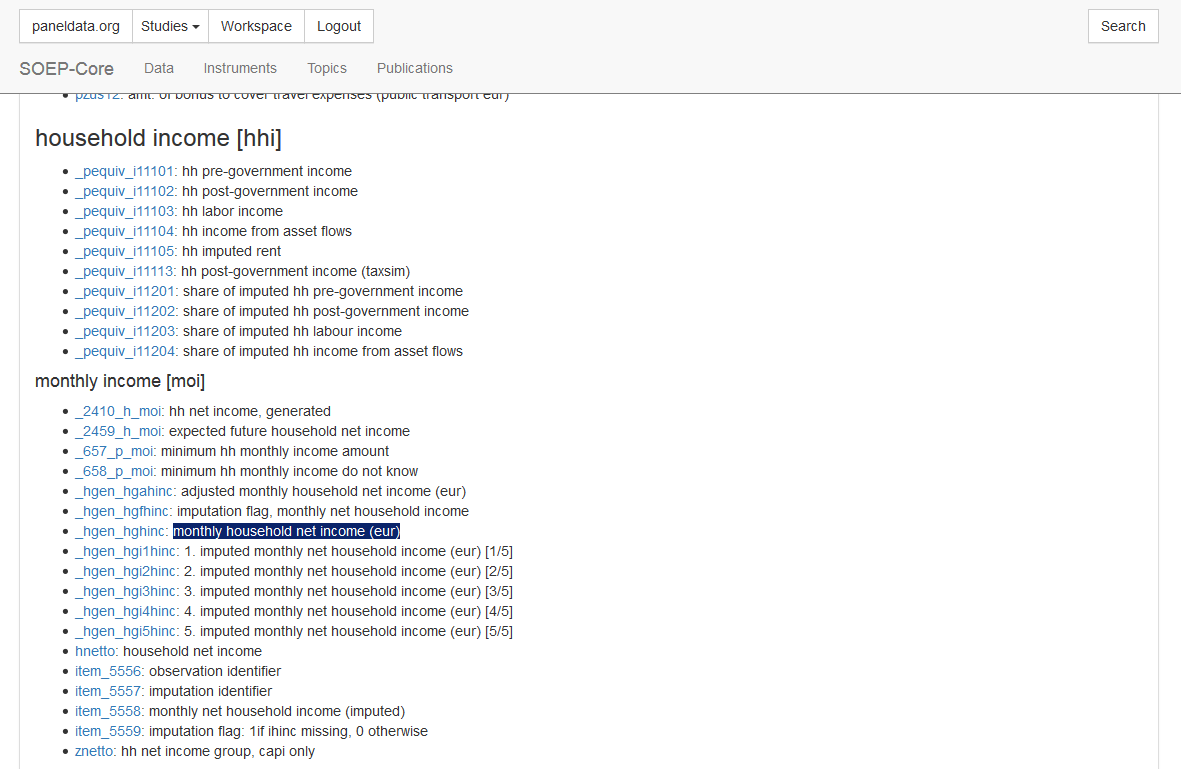 paneldata.org Studies Workspace Logout Search
SOEP-Core Data Instruments Topics Publications
pzus12: amt. of bonus to cover travel expenses (public transport eur)
household income [hhi]
_pequiv_i11101: hh pre-government income
_pequiv_i11102: hh post-government income
_pequiv_i11103: hh labor income
_pequiv_i11104: hh income from asset flows
_pequiv_i11105: hh imputed rent
_pequiv_i11113: hh post-government income (taxsim)
_pequiv_i11201: share of imputed hh pre-government income
_pequiv_i11202: share of imputed hh post-government income
_pequiv_i11203: share of imputed hh labour income
_pequiv_i11204: share of imputed hh income from asset flows
monthly income [moi]
_2410_h_moi: hh net income, generated
_2459_h_moi: expected future household net income
_657_p_moi: minimum hh monthly income amount
_658_p_moi: minimum hh monthly income do not know
_hgen_hgahinc: adjusted monthly household net income (eur)
_hgen_hgfhinc: imputation flag, monthly net household income
_hgen_hghinc: monthly household net income (eur)
_hgen_hgi1hinc: 1. imputed monthly net household income (eur) [1/5]
_hgen_hgi2hinc: 2. imputed monthly net household income (eur) [2/5]
_hgen_hgi3hinc: 3. imputed monthly net household income (eur) [3/5]
_hgen_hgi4hinc: 4. imputed monthly net household income (eur) [4/5]
_hgen_hgi5hinc: 5. imputed monthly net household income (eur) [5/5]
hnetto: household net income
item_5556: observation identifier
item_5557: imputation identifier
item_5558: monthly net household income (imputed)
item_5559: imputation flag: 1if ihinc missing, 0 otherwise
znetto: hh net income group, capi only